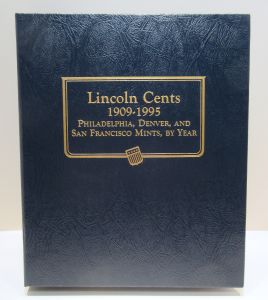 Lincoln Cents
1909-1995
Philadelphia, Denver, and
San Francisco Mints, by Year